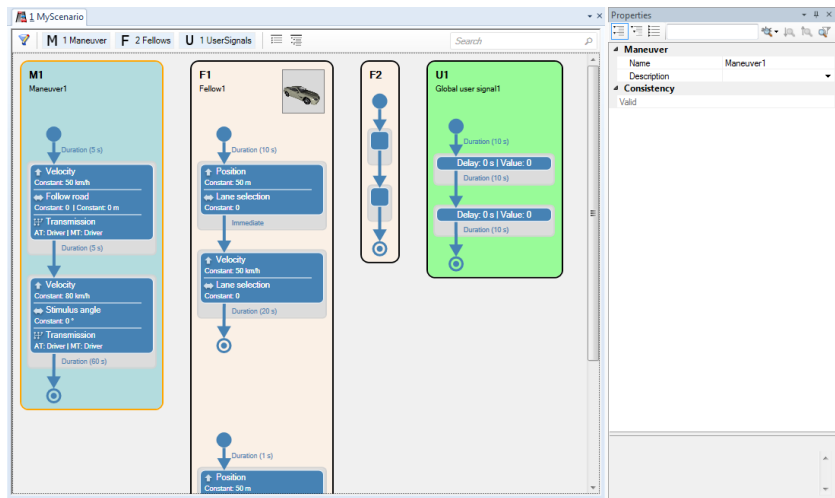 1 MyScenario
M 1 Maneuver F 2 Fellows U 1 UserSignals Search
M1
Maneuver1
Duration (5 s)
Velocity
Constant: 50 km/h
Follow road
Constant: 0 | Constant: 0 m
Transmission
AT: Driver | MT: Driver
Duration (5 s)
Velocity
Constant: 80 km/h
Stimulus angle
Constant: 0 °
Transmission
AT: Driver | MT: Driver
Duration (60 s)
F1
Fellow1
Duration (10 s)
Position
Constant: 50 m
Lane selection
Constant: 0
Immediate
Velocity
Constant: 50 km/h
Lane selection
Constant: 0
Duration (20 s)
Duration (1 s)
Position
Constant: 50 m
F2
U1
Global user signal1
Duration (10 s)
Delay: 0 s | Value: 0
Duration (10 s)
Delay: 0 s | Value: 0
Duration (10 s)
Properties
Maneuver
Name Maneuver1
Description
Consistency
Valid